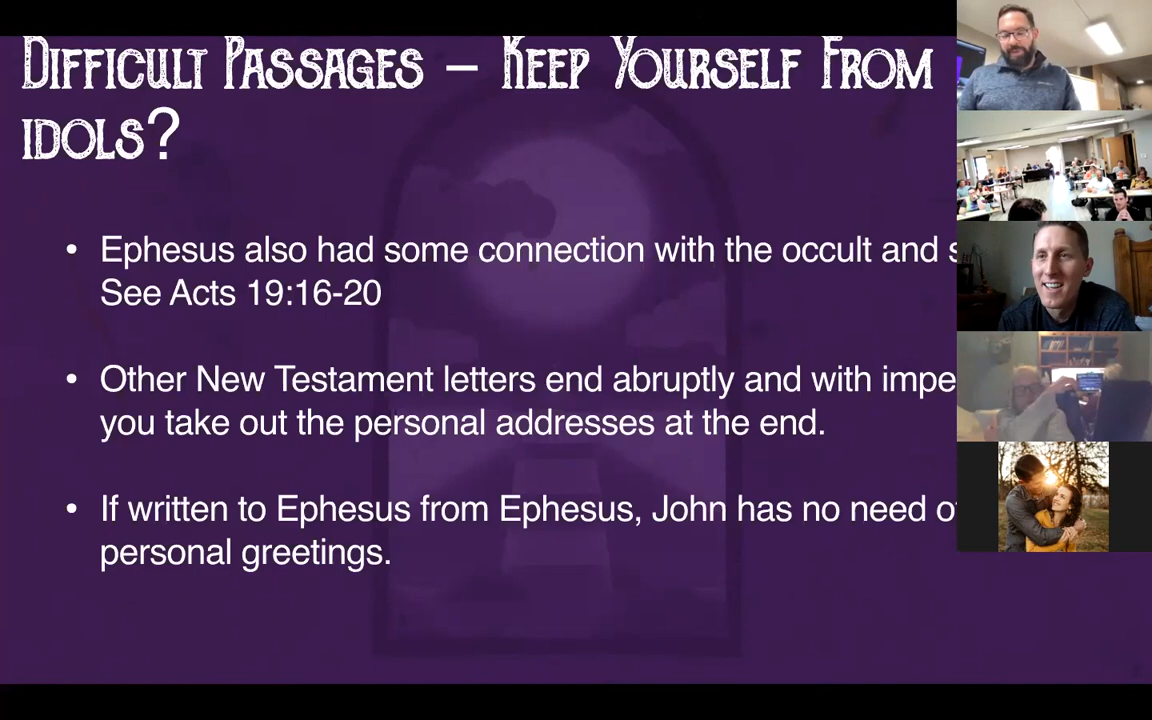 Difficult Passages – Keep Yourself From
idols?
• Ephesus also had some connection with the occult and
See Acts 19:16-20
• Other New Testament letters end abruptly and with
you take out the personal addresses at the end.
• If written to Ephesus from Ephesus, John has no need
personal greetings.